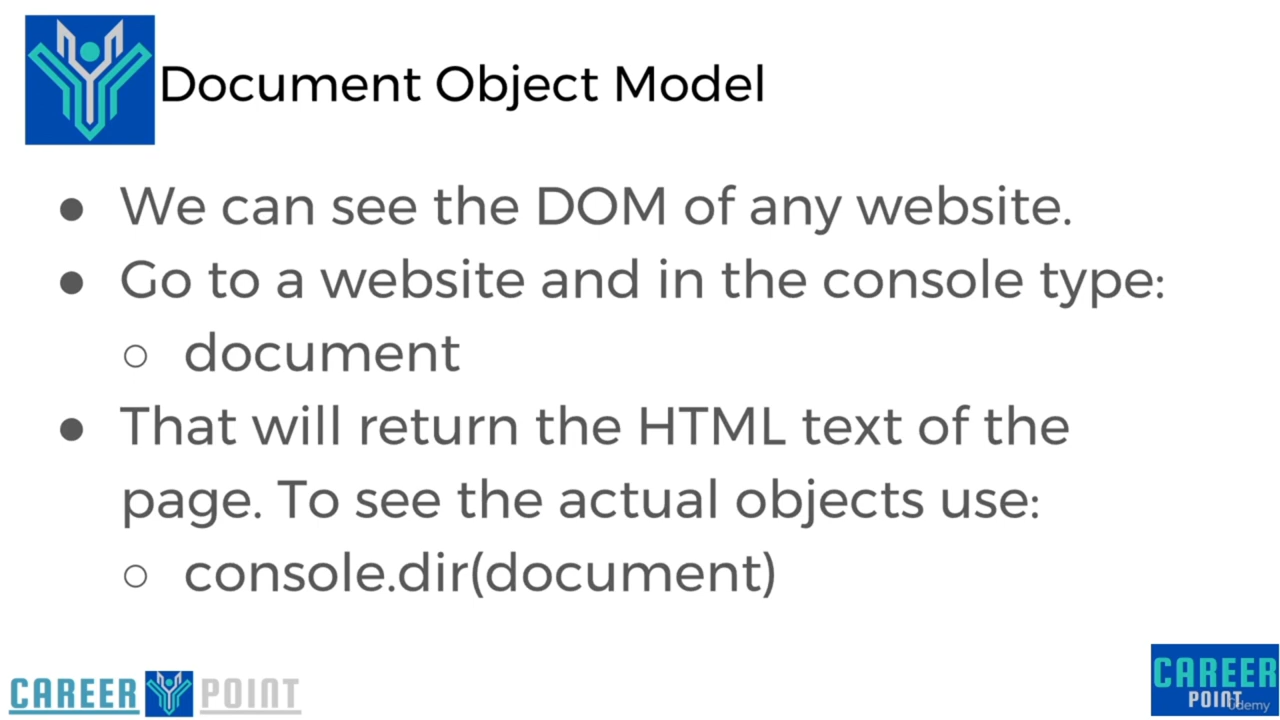 Document Object Model
● We can see the DOM of any website.
● Go to a website and in the console type:
○ document
● That will return the HTML text of the
page. To see the actual objects use:
○ console.dir(document)
CAREER POINT
CAREER
POINT
Udemy